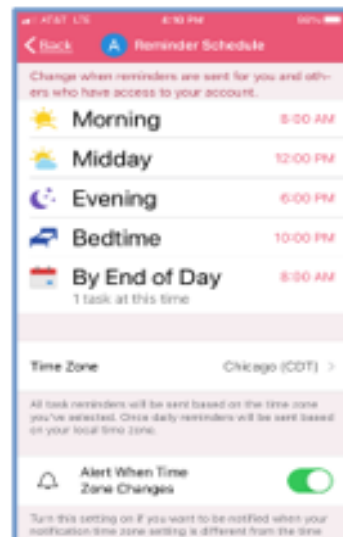 AT&T LTE 4:10 PM
Back A Reminder Schedule
Change when reminders are sent for you and oth-
ers who have access to your account.
Morning 8:00 AM
Midday 12:00 PM
Evening 6:00 PM
Bedtime 10:00 PM
By End of Day 8:00 AM
1 task at this time
Time Zone Chicago (CDT)
All task reminders will be sent based on the time zone
you've selected. Once daily reminders will be sent based
on your local time zone.
Alert When Time
Zone Changes
Turn this setting on if you want to be notified when your
notification time zone setting is different from the time